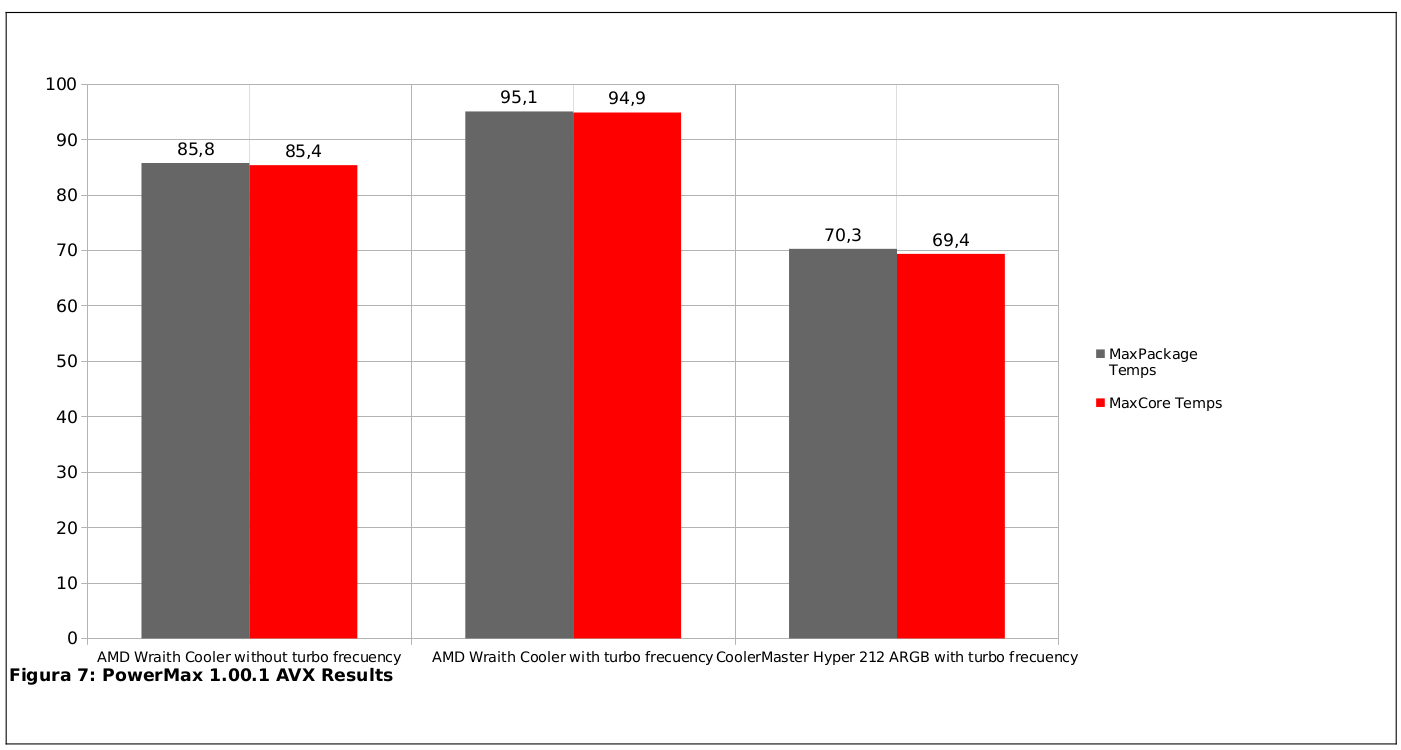 100
90
80
70
60
50
40
30
20
10
0
85,8
85,4
95,1
94,9
70,3
69,4
AMD Wraith Cooler without turbo frecuency
AMD Wraith Cooler with turbo frecuency
CoolerMaster Hyper 212 ARGB with turbo frecuency
MaxPackage
Temps
MaxCore Temps
Figura 7: PowerMax 1.00.1 AVX Results